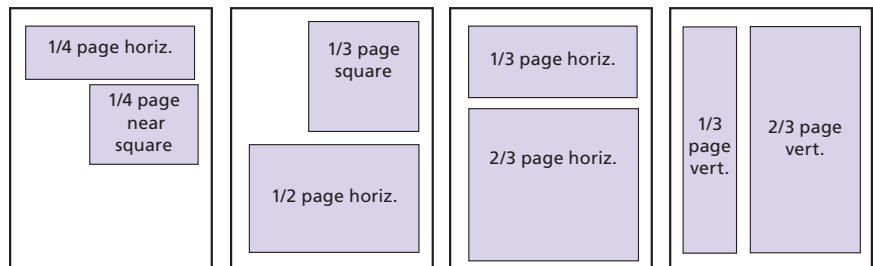 1/4 page horiz.
1/4 page
near
square
1/3 page
square
1/2 page horiz.
1/3 page horiz.
2/3 page horiz.
1/3
page
vert.
2/3 page
vert.